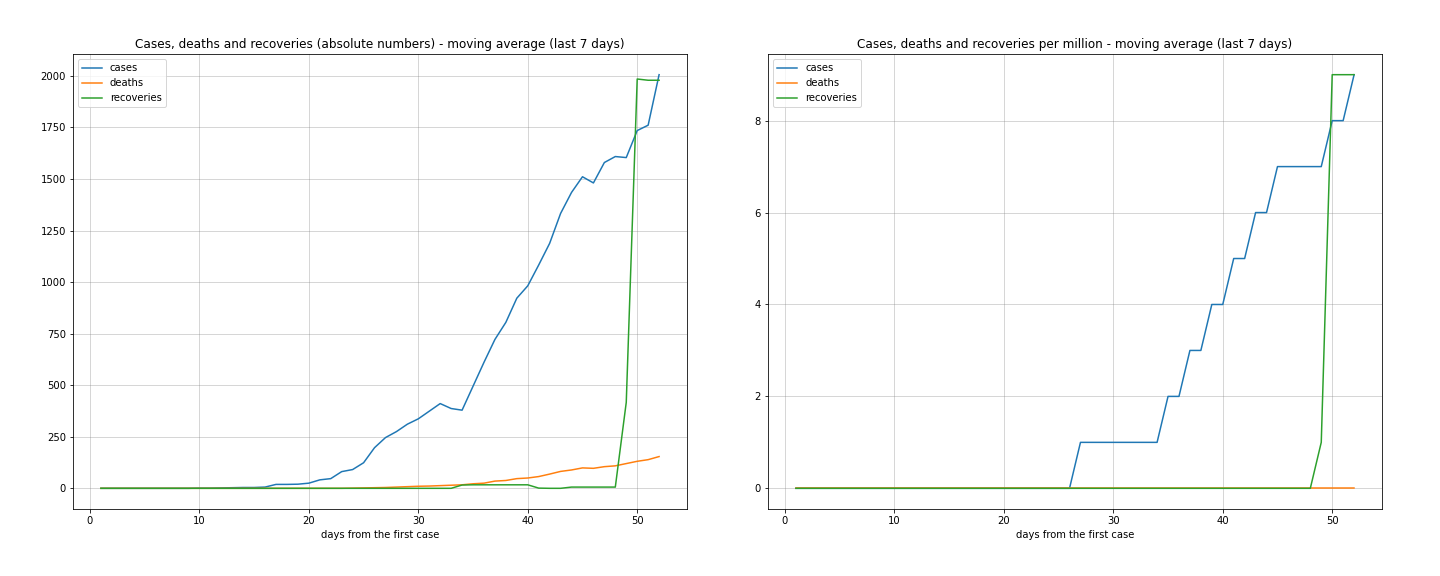 Cases, deaths and recoveries (absolute numbers) - moving average (last 7 days)
cases
deaths
recoveries
2000
1750
1500
1250
1000
750
500
250
0
0 10 20 30 40 50
days from the first case
Cases, deaths and recoveries per million - moving average (last 7 days)
cases
deaths
recoveries
8
6
4
2
0
0 10 20 30 40 50
days from the first case